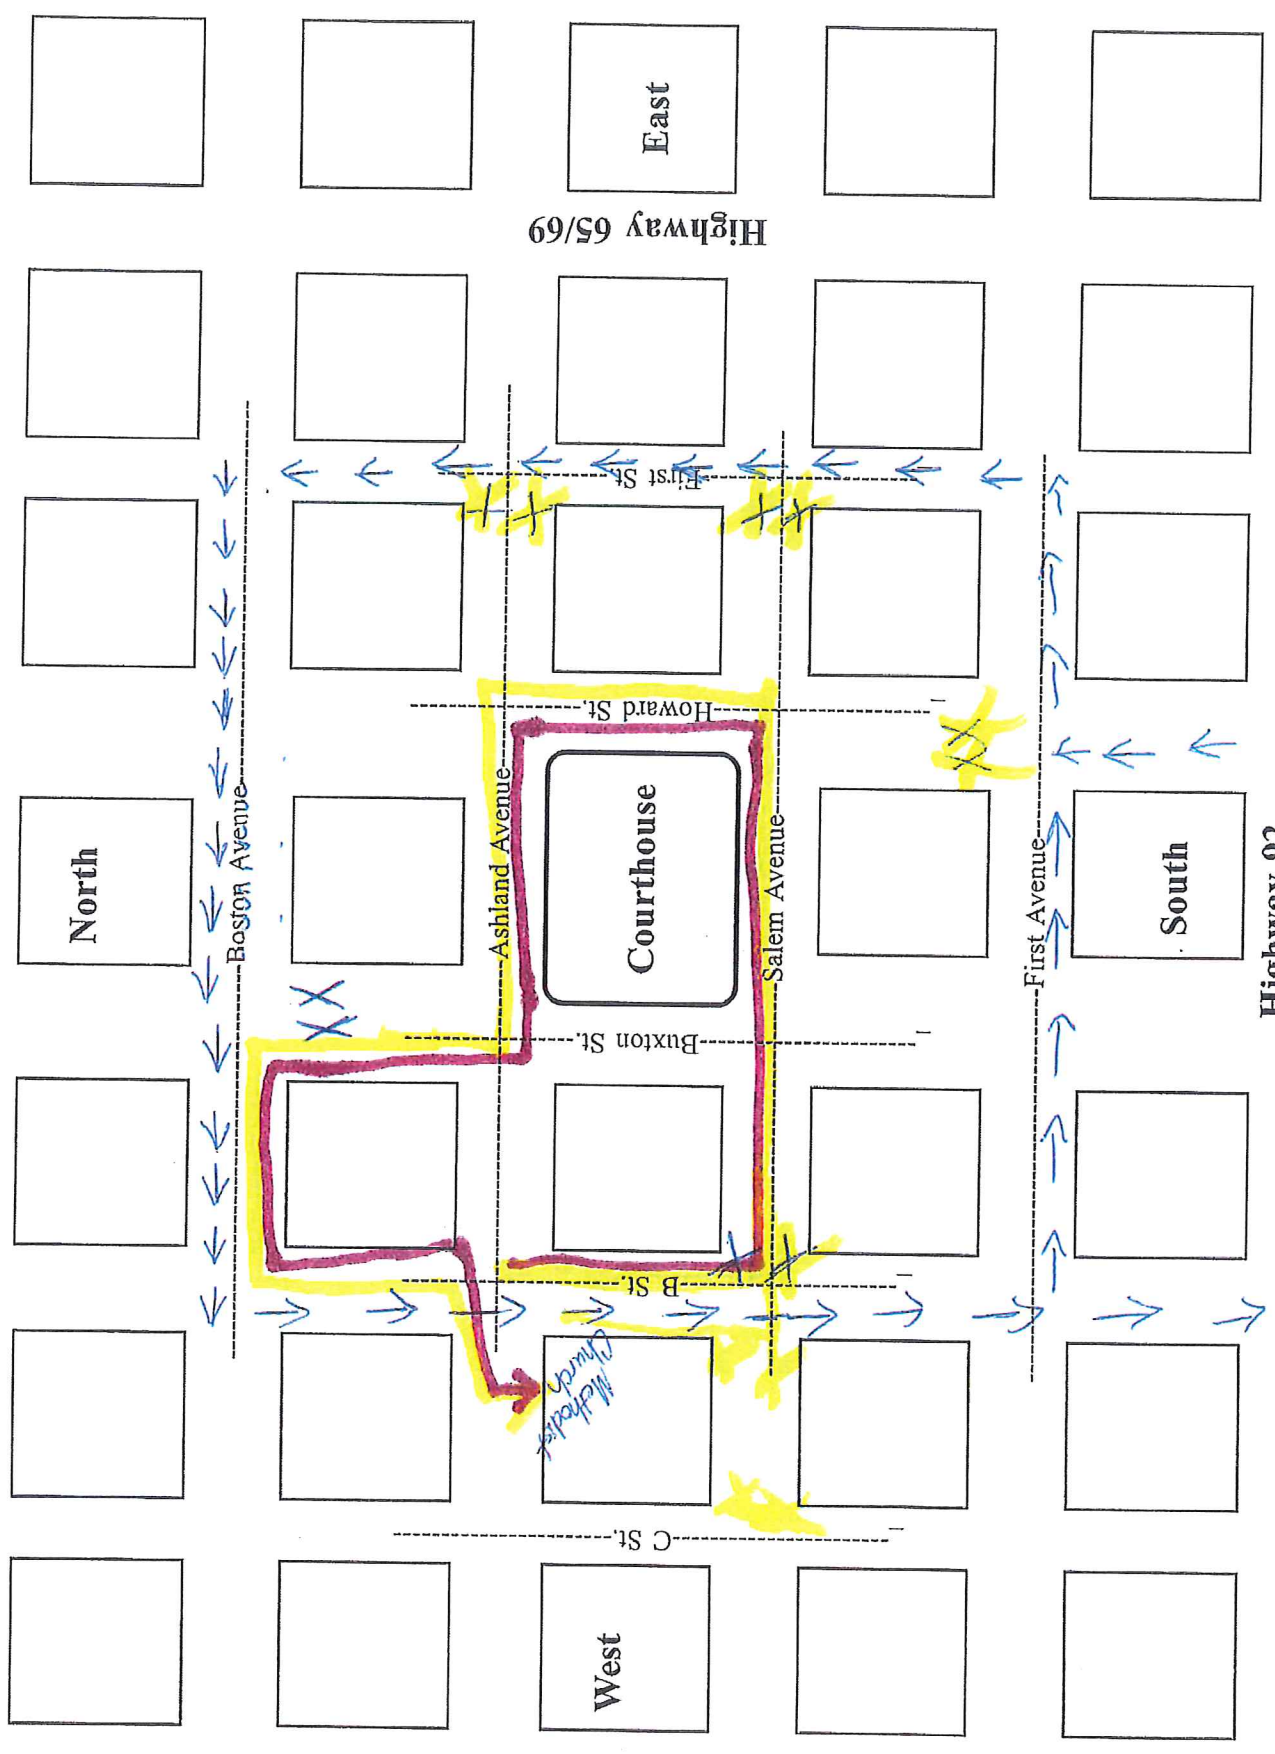 East
Highway 65/69
First St.
Howard St.
North
Boston Avenue
Ashland Avenue
Courthouse
Salem Avenue
First Avenue
South
Buxton St.
B St.
Methodist
Church
C St.
West